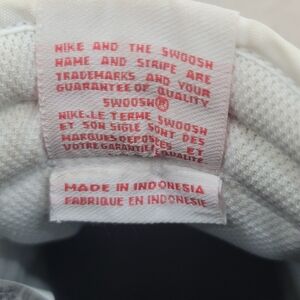 NIKE AND THE SWOOSH
NAME AND STRIPE ARE
TRADEMARKS AND YOUR
GUARANTEE OF QUALITY
SWOOSH®
NIKE.LE TERME SWOOSH
ET SON SIGLE SONT DES
MARQUES DEPOSEES ET
VOTRE GARANTIE QUALITE
MADE IN INDONESIA
FABRIQUE EN INDONESIE